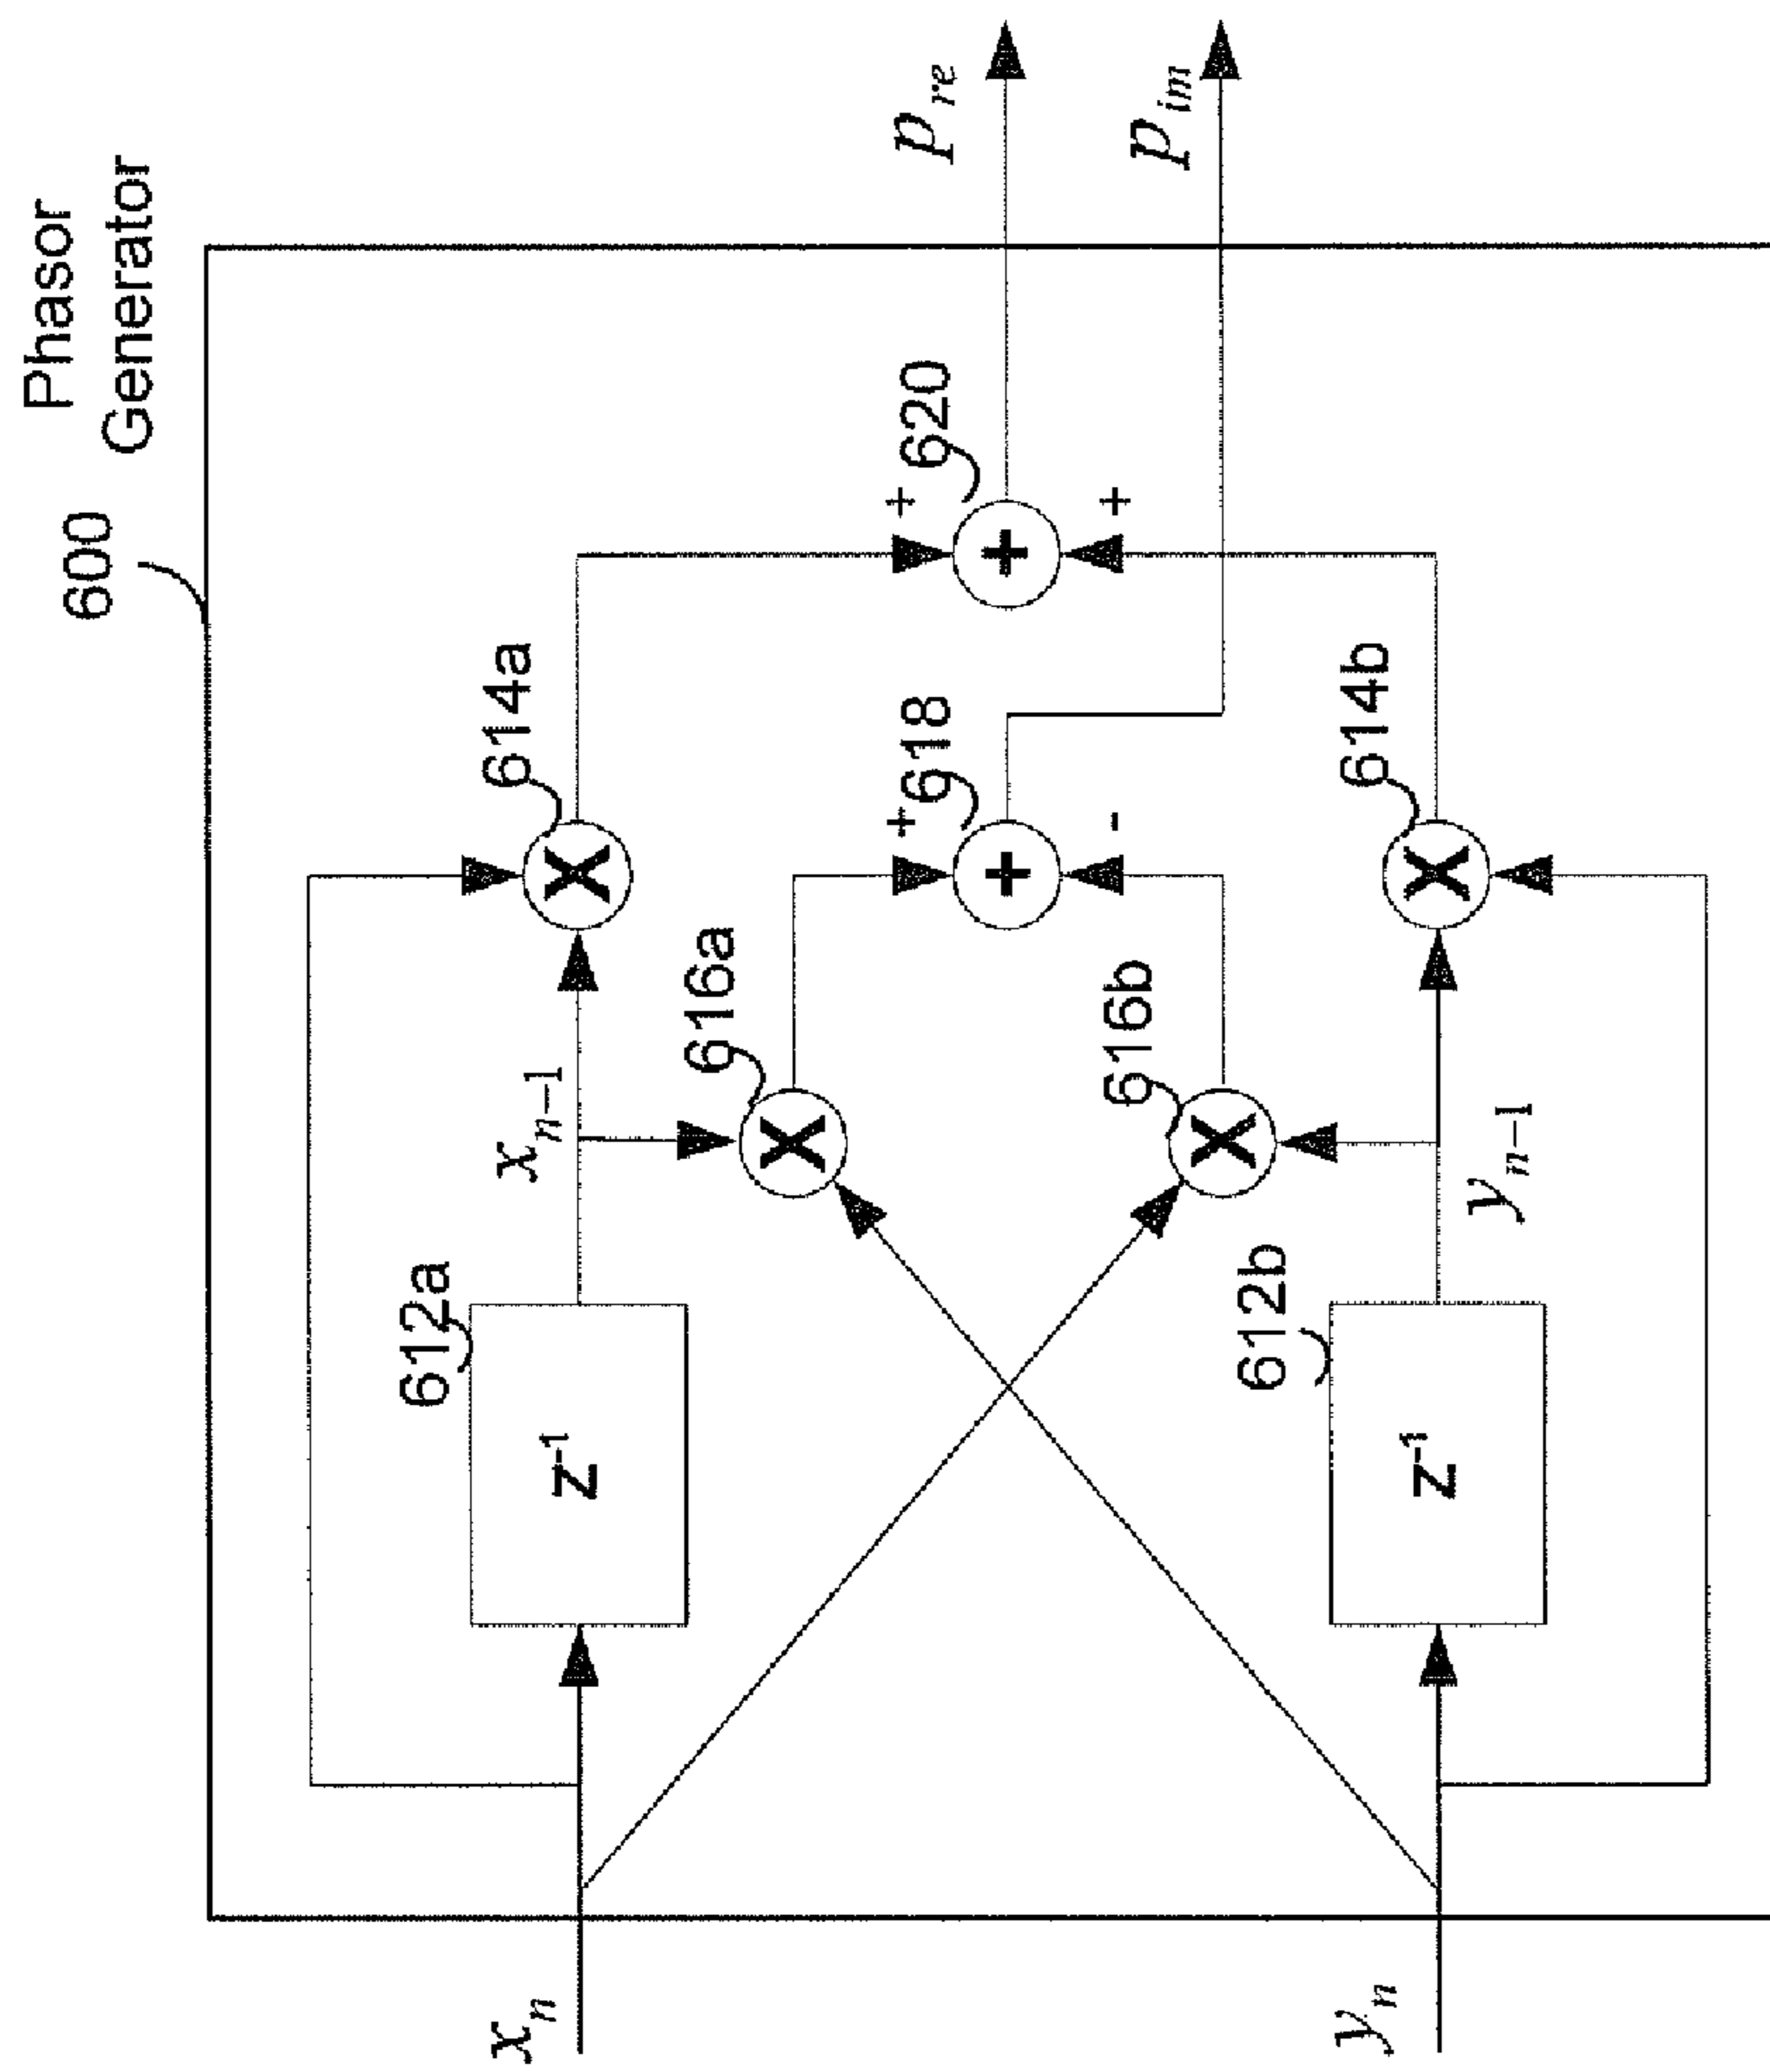 Phasor
Generator
600
x_n
612a
z^-1
x_{n-1}
614a
X
616a
X
+
618
+
-
+
620
+
+
p_re
p_im
616b
X
614b
X
612b
z^-1
y_{n-1}
y_n